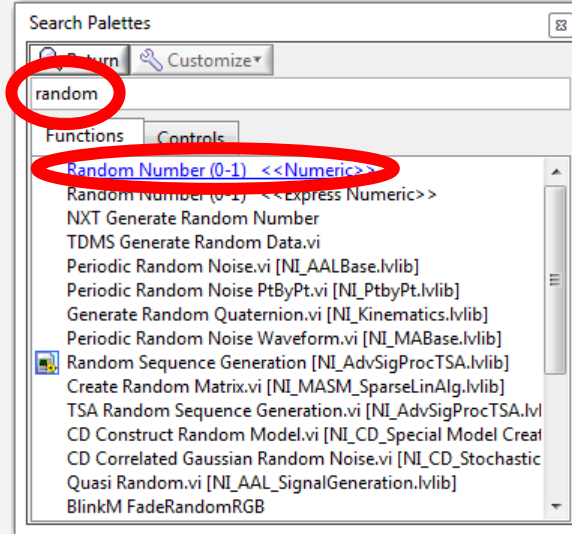 Search Palettes
Return Customize
random
Functions Controls
Random Number (0-1) <<Numeric>>
Random Number (0-1) <<Express Numeric>>
NXT Generate Random Number
TDMS Generate Random Data.vi
Periodic Random Noise.vi [NI_AALBase.lvlib]
Periodic Random Noise PtByPt.vi [NI_PtbyPt.lvlib]
Generate Random Quaternion.vi [NI_Kinematics.lvlib]
Periodic Random Noise Waveform.vi [NI_MABase.lvlib]
Random Sequence Generation [NI_AdvSigProcTSA.lvlib]
Create Random Matrix.vi [NI_MASM_SparseLinAlg.lvlib]
TSA Random Sequence Generation.vi [NI_AdvSigProcTSA.lvl
CD Construct Random Model.vi [NI_CD_Special Model Creat
CD Correlated Gaussian Random Noise.vi [NI_CD_Stochastic
Quasi Random.vi [NI_AAL_SignalGeneration.lvlib]
BlinkM FadeRandomRGB